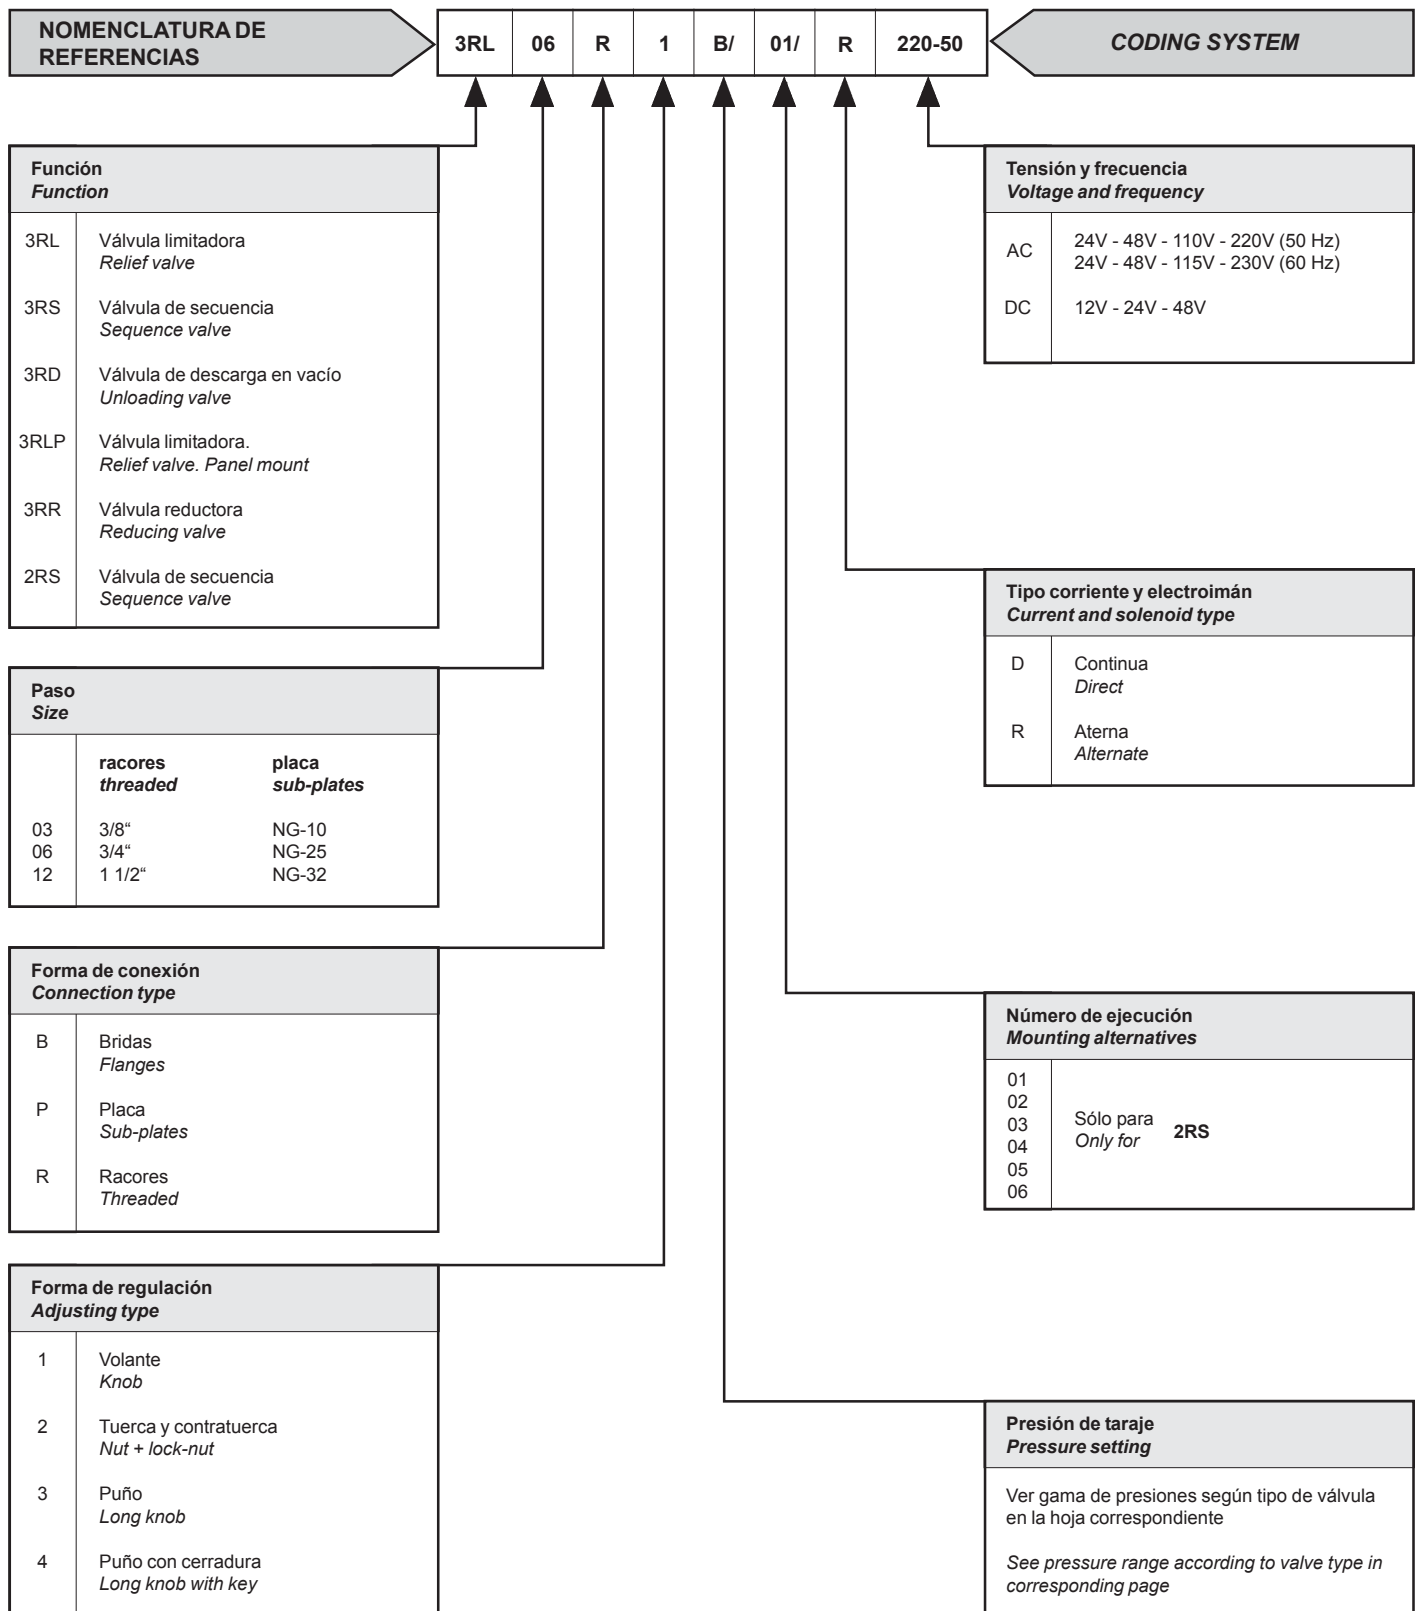 NOMENCLATURA DE
REFERENCIAS
3RL 06 R 1 B/ 01/ R 220-50
CODING SYSTEM
Función
Function
3RL Válvula limitadora
Relief valve
3RS Válvula de secuencia
Sequence valve
3RD Válvula de descarga en vacío
Unloading valve
3RLP Válvula limitadora.
Relief valve. Panel mount
3RR Válvula reductora
Reducing valve
2RS Válvula de secuencia
Sequence valve
Paso
Size
racores placa
threaded sub-plates
03 3/8“ NG-10
06 3/4“ NG-25
12 1 1/2“ NG-32
Forma de conexión
Connection type
B Bridas
Flanges
P Placa
Sub-plates
R Racores
Threaded
Forma de regulación
Adjusting type
1 Volante
Knob
2 Tuerca y contratuerca
Nut + lock-nut
3 Puño
Long knob
4 Puño con cerradura
Long knob with key
Tensión y frecuencia
Voltage and frequency
AC 24V - 48V - 110V - 220V (50 Hz)
24V - 48V - 115V - 230V (60 Hz)
DC 12V - 24V - 48V
Tipo corriente y electroimán
Current and solenoid type
D Continua
Direct
R Aterna
Alternate
Número de ejecución
Mounting alternatives
01
02
03
04
05
06
Sólo para
Only for
2RS
Presión de taraje
Pressure setting
Ver gama de presiones según tipo de válvula
en la hoja correspondiente
See pressure range according to valve type in
corresponding page